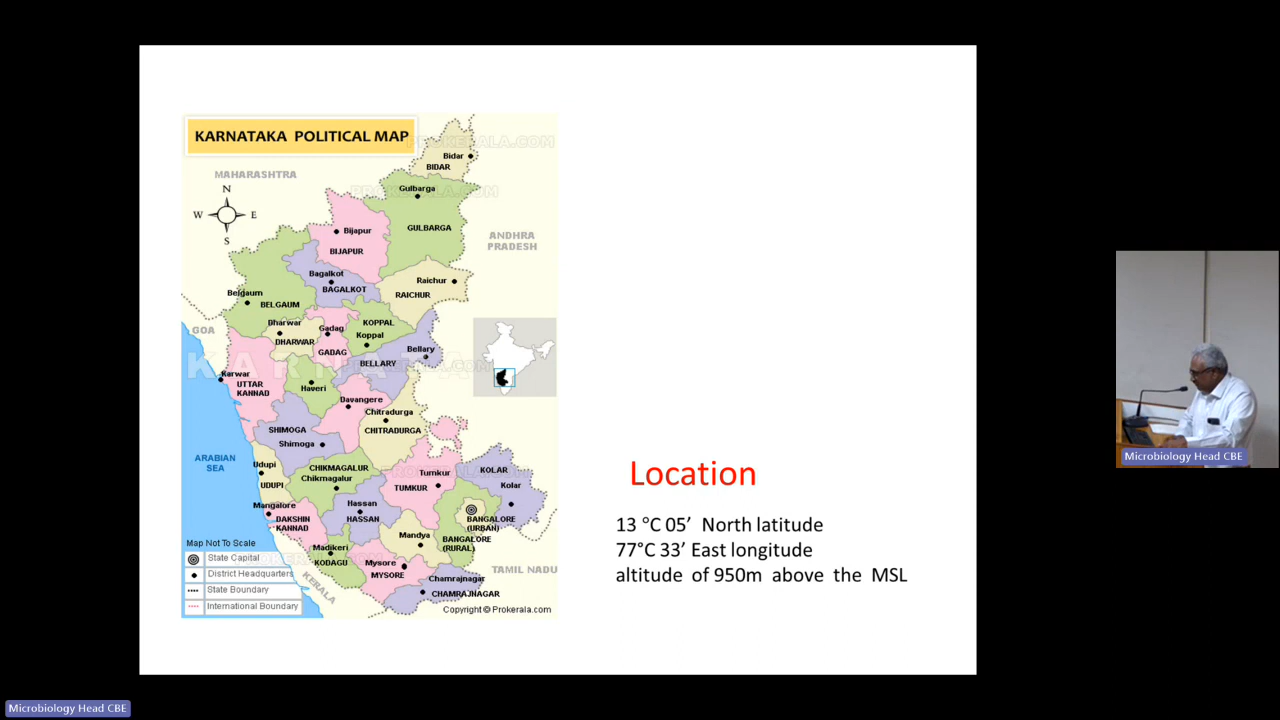 KARNATAKA POLITICAL MAP
PROKERALA.COM
Bidar
BIDAR
MAHARASHTRA
Gulbarga
PROKERALA.COM
N
W E
S
Bijapur
GULBARGA
ANDHRA
PRADESH
BIJAPUR
Bagalkot
BAGALKOT
Raichur
RAICHUR
Belgaum
BELGAUM
GOA
Dharwar
DHARWAR
Gadag
GADAG
KOPPAL
Koppal
Bellary
BELLARY
KARNATAKA
Karwar
UTTAR
KANNAD
Haveri
Davangere
Chitradurga
CHITRADURGA
SHIMOGA
Shimoga
ARABIAN
SEA
Udupi
UDUPI
CHIKMAGALUR
Chikmagalur
Tumkur
TUMKUR
KOLAR
Kolar
Mangalore
DAKSHIN
KANNAD
Hassan
HASSAN
BANGALORE
(URBAN)
BANGALORE
(RURAL)
Mandya
Madikeri
KODAGU
Mysore
MYSORE
Chamrajnagar
CHAMRAJNAGAR
TAMIL NADU
KERALA
Map Not To Scale
State Capital
District Headquarters
State Boundary
International Boundary
Copyright © Prokerala.com
Location
13 °C 05′ North latitude
77°C 33′ East longitude
altitude of 950m above the MSL
Microbiology Head CBE
Microbiology Head CBE